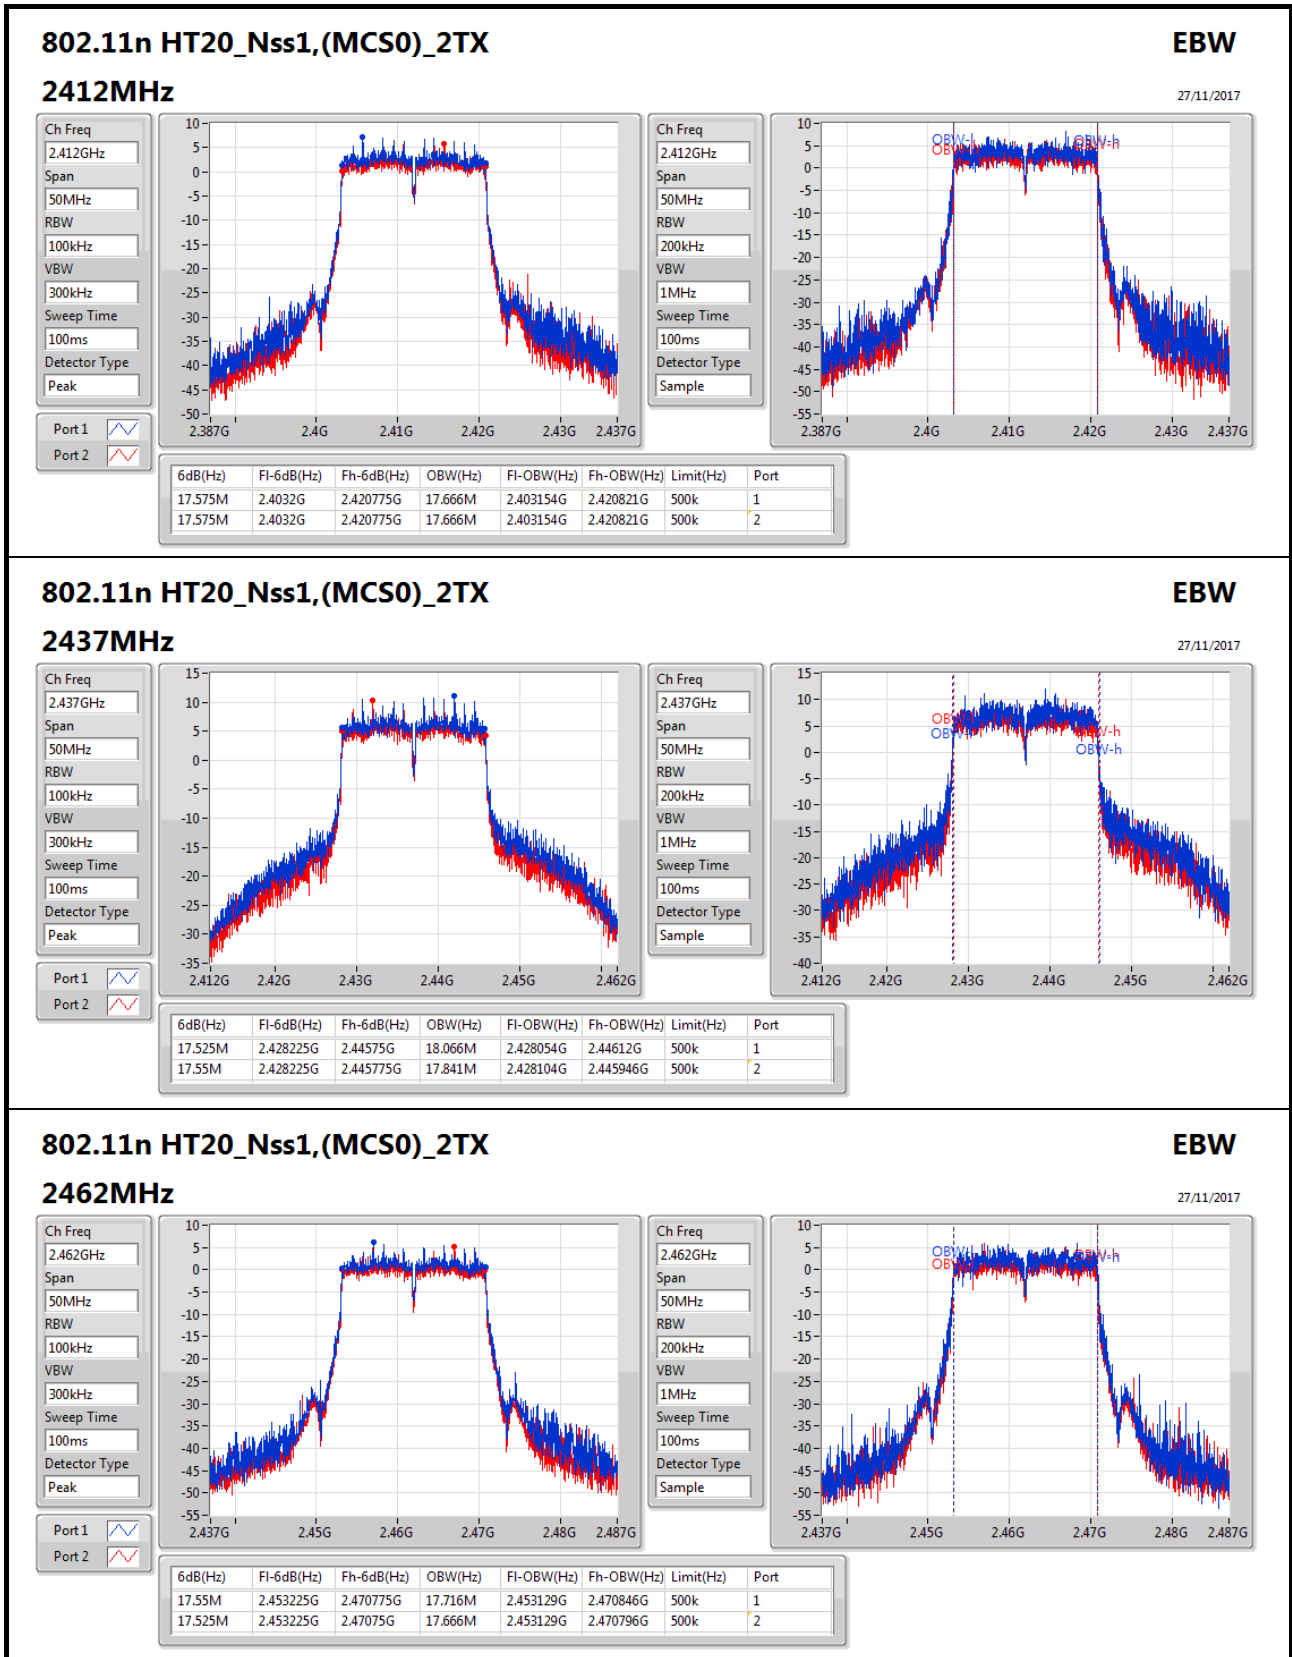 802.11n HT20_Nss1,(MCS0)_2TX EBW
2412MHz 27/11/2017
Ch Freq
2.412GHz
Span
50MHz
RBW
100kHz
VBW
300kHz
Sweep Time
100ms
Detector Type
Peak
Port 1
Port 2
10
5
0
-5
-10
-15
-20
-25
-30
-35
-40
-45
-50
2.387G 2.4G 2.41G 2.42G 2.43G 2.437G
Ch Freq
2.412GHz
Span
50MHz
RBW
200kHz
VBW
1MHz
Sweep Time
100ms
Detector Type
Sample
10
5
0
-5
-10
-15
-20
-25
-30
-35
-40
-45
-50
-55
OBW-h
2.387G 2.4G 2.41G 2.42G 2.43G 2.437G
6dB(Hz) Fl-6dB(Hz) Fh-6dB(Hz) OBW(Hz) Fl-OBW(Hz) Fh-OBW(Hz) Limit(Hz) Port
17.575M 2.4032G 2.420775G 17.666M 2.403154G 2.420821G 500k 1
17.575M 2.4032G 2.420775G 17.666M 2.403154G 2.420821G 500k 2
802.11n HT20_Nss1,(MCS0)_2TX EBW
2437MHz 27/11/2017
Ch Freq
2.437GHz
Span
50MHz
RBW
100kHz
VBW
300kHz
Sweep Time
100ms
Detector Type
Peak
Port 1
Port 2
15
10
5
0
-5
-10
-15
-20
-25
-30
-35
2.412G 2.42G 2.43G 2.44G 2.45G 2.462G
Ch Freq
2.437GHz
Span
50MHz
RBW
200kHz
VBW
1MHz
Sweep Time
100ms
Detector Type
Sample
15
10
5
0
-5
-10
-15
-20
-25
-30
-35
-40
OBW-h
OBW-h
2.412G 2.42G 2.43G 2.44G 2.45G 2.462G
6dB(Hz) Fl-6dB(Hz) Fh-6dB(Hz) OBW(Hz) Fl-OBW(Hz) Fh-OBW(Hz) Limit(Hz) Port
17.525M 2.428225G 2.44575G 18.066M 2.428054G 2.44612G 500k 1
17.55M 2.428225G 2.445775G 17.841M 2.428104G 2.445946G 500k 2
802.11n HT20_Nss1,(MCS0)_2TX EBW
2462MHz 27/11/2017
Ch Freq
2.462GHz
Span
50MHz
RBW
100kHz
VBW
300kHz
Sweep Time
100ms
Detector Type
Peak
Port 1
Port 2
10
5
0
-5
-10
-15
-20
-25
-30
-35
-40
-45
-50
-55
2.437G 2.45G 2.46G 2.47G 2.48G 2.487G
Ch Freq
2.462GHz
Span
50MHz
RBW
200kHz
VBW
1MHz
Sweep Time
100ms
Detector Type
Sample
10
5
0
-5
-10
-15
-20
-25
-30
-35
-40
-45
-50
-55
OBW-h
2.437G 2.45G 2.46G 2.47G 2.48G 2.487G
6dB(Hz) Fl-6dB(Hz) Fh-6dB(Hz) OBW(Hz) Fl-OBW(Hz) Fh-OBW(Hz) Limit(Hz) Port
17.55M 2.453225G 2.470775G 17.716M 2.453129G 2.470846G 500k 1
17.525M 2.453225G 2.47075G 17.666M 2.453129G 2.470796G 500k 2